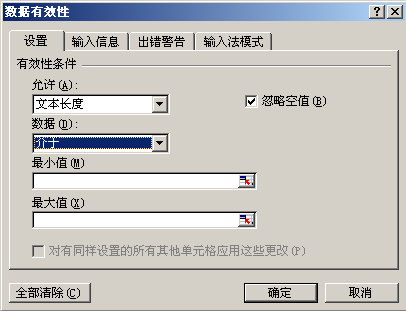 数据有效性
设置 输入信息 出错警告 输入法模式
有效性条件
允许(A):
文本长度
忽略空值(B)
数据(D):
介于
最小值(M)
最大值(X)
对有同样设置的所有其他单元格应用这些更改(P)
全部清除(C) 确定 取消